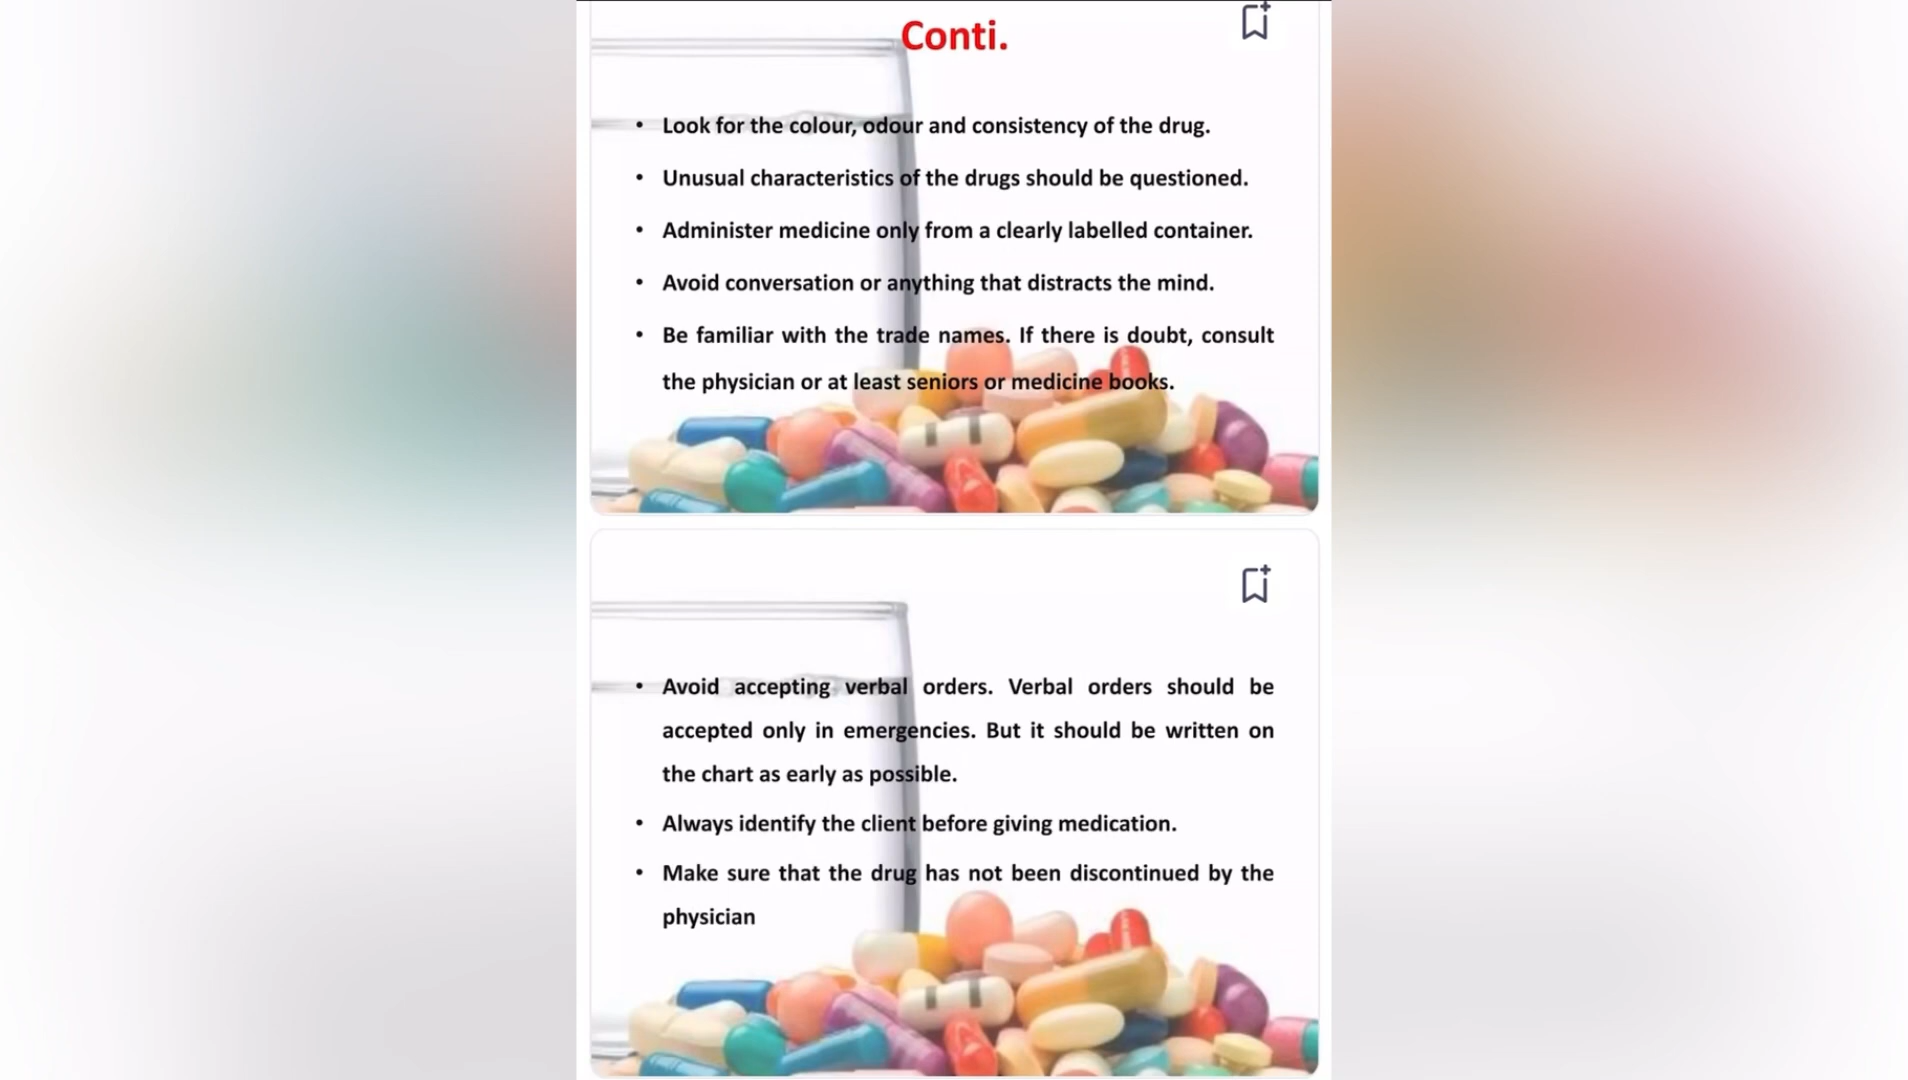 Conti.
• Look for the colour, odour and consistency of the drug.
• Unusual characteristics of the drugs should be questioned.
• Administer medicine only from a clearly labelled container.
• Avoid conversation or anything that distracts the mind.
• Be familiar with the trade names. If there is doubt, consult
the physician or at least seniors or medicine books.
• Avoid accepting verbal orders. Verbal orders should be
accepted only in emergencies. But it should be written on
the chart as early as possible.
• Always identify the client before giving medication.
• Make sure that the drug has not been discontinued by the
physician